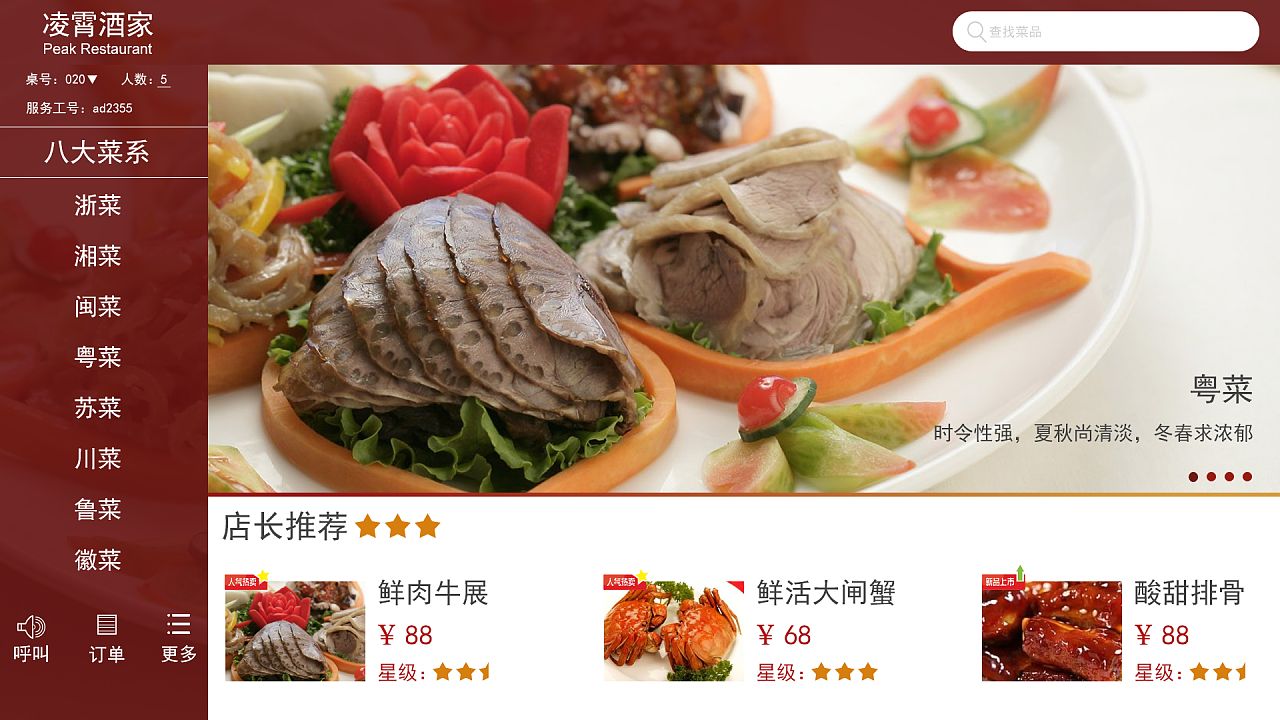 凌霄酒家
Peak Restaurant
查找菜品
桌号：020▼ 人数：5
服务工号：ad2355
八大菜系
浙菜
湘菜
闽菜
粤菜
苏菜
川菜
鲁菜
徽菜
呼叫 订单 更多
粤菜
时令性强，夏秋尚清淡，冬春求浓郁
店长推荐
人气热卖
鲜肉牛展
¥ 88
星级：
人气热卖
鲜活大闸蟹
¥ 68
星级：
新品上市
酸甜排骨
¥ 88
星级：